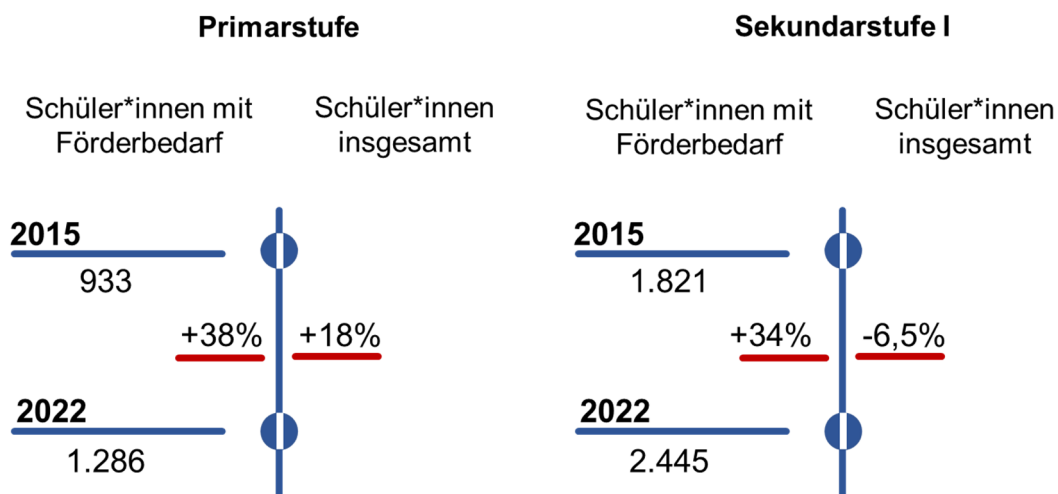 Primarstufe
Schüler*innen mit
Förderbedarf
Schüler*innen
insgesamt
2015
933
+38%
+18%
2022
1.286
Sekundarstufe I
Schüler*innen mit
Förderbedarf
Schüler*innen
insgesamt
2015
1.821
+34%
-6,5%
2022
2.445